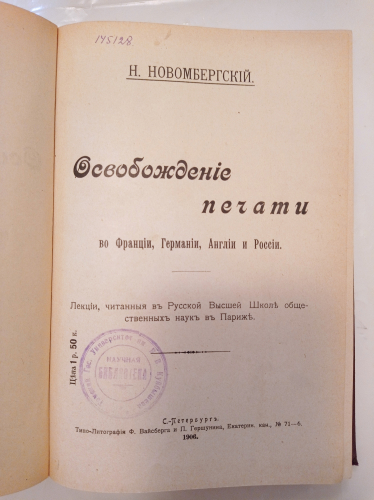 145128
Н. НОВОМБЕРГСКІЙ.
Освобожденіе
печати
во Франціи, Германіи, Англіи и Россіи.
Лекціи, читанныя въ Русской Высшей Школѣ обще-
ственныхъ наукъ въ Парижѣ.
Цѣна 1 р. 50 к.
НАУЧНАЯ
БИБЛИОТЕКА
С.-Петербургъ.
Типо-Литографія Ф. Вайсберга и П. Гершунина, Екатерин. кан., № 71—6.
1906.